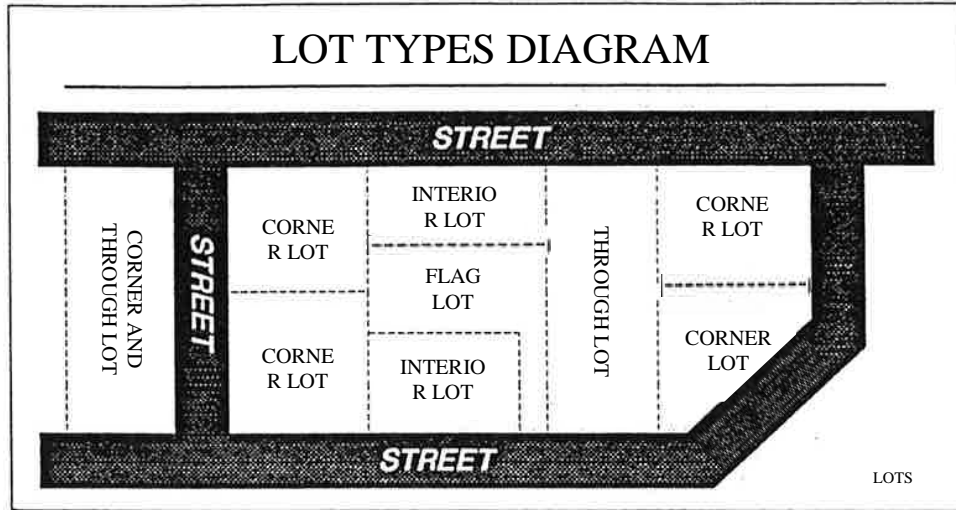 LOT TYPES DIAGRAM
STREET
CORNER AND
THROUGH LOT
STREET
CORNE
R LOT
INTERIO
R LOT
THROUGH LOT
CORNE
R LOT
FLAG
LOT
CORNE
R LOT
INTERIO
R LOT
CORNER
LOT
STREET
LOTS